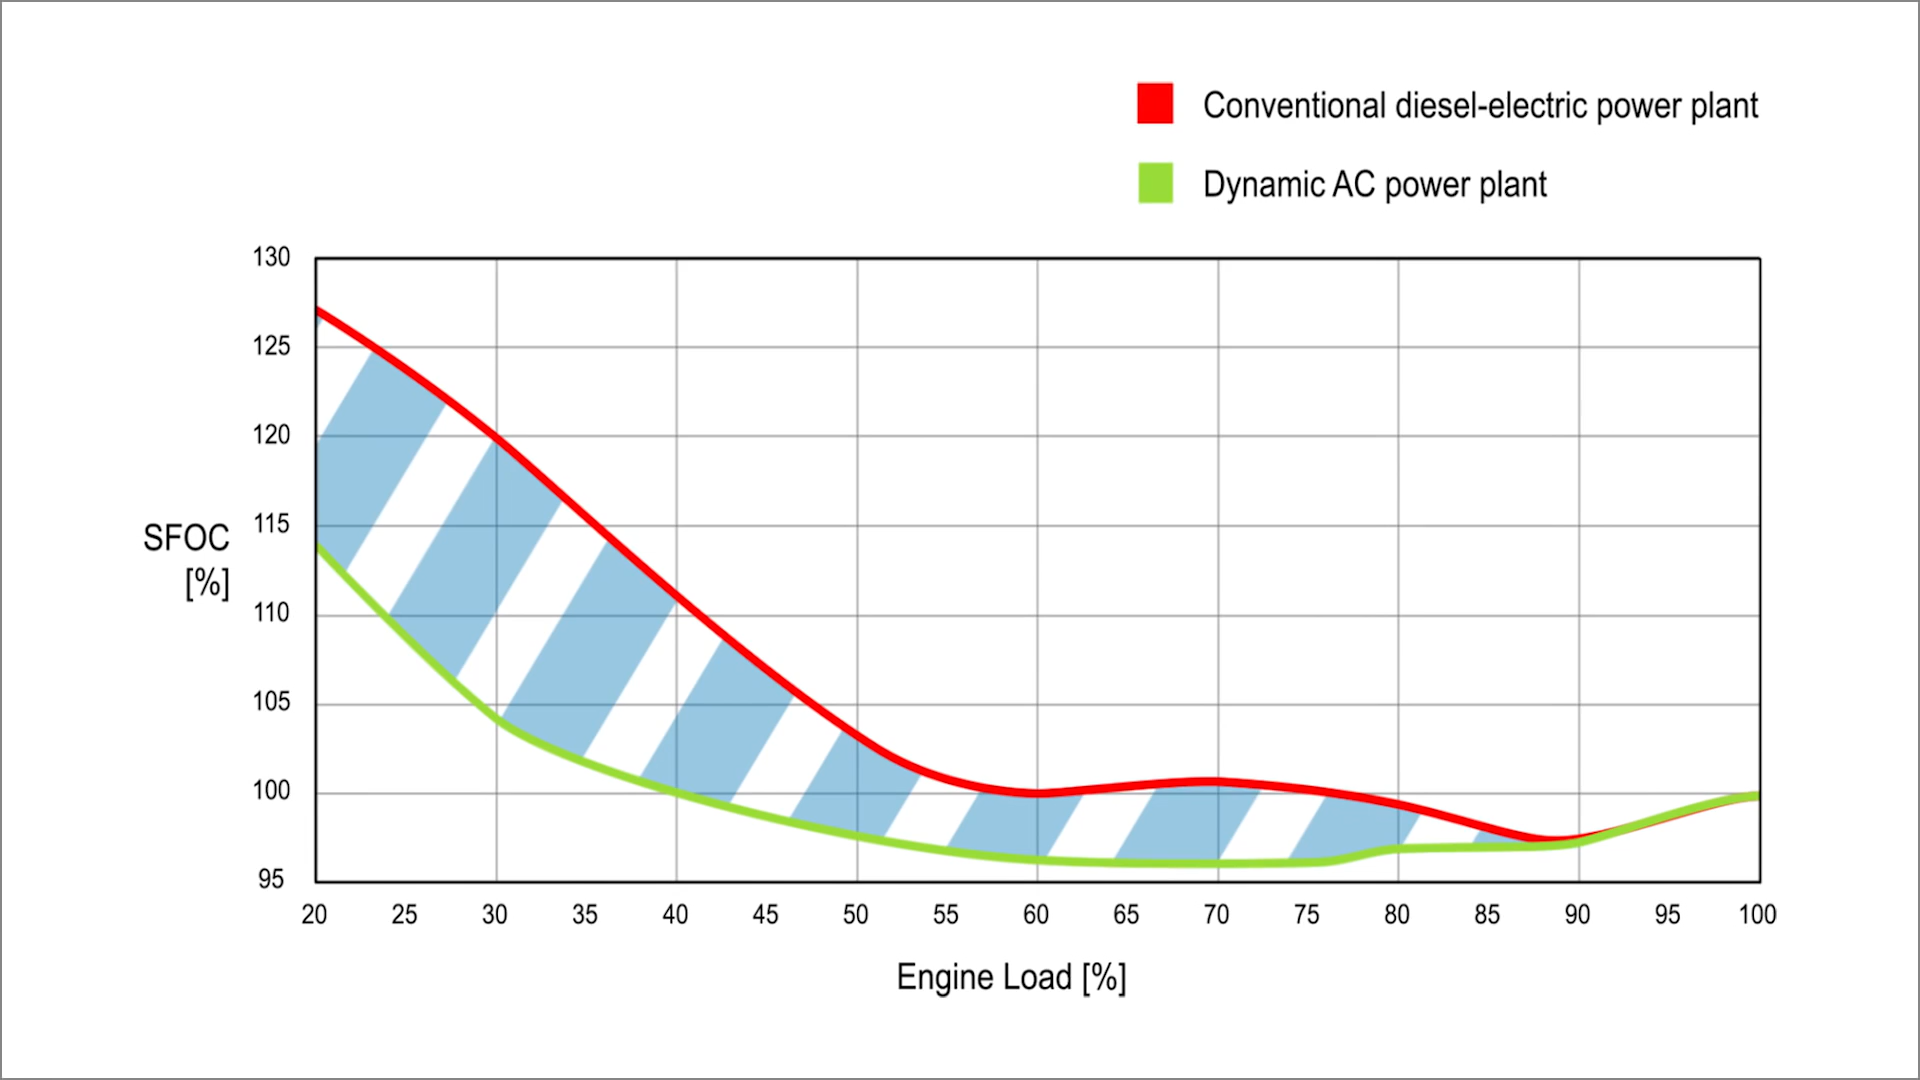 Conventional diesel-electric power plant
Dynamic AC power plant
130
125
120
115
110
105
100
95
SFOC
[%]
20 25 30 35 40 45 50 55 60 65 70 75 80 85 90 95 100
Engine Load [%]